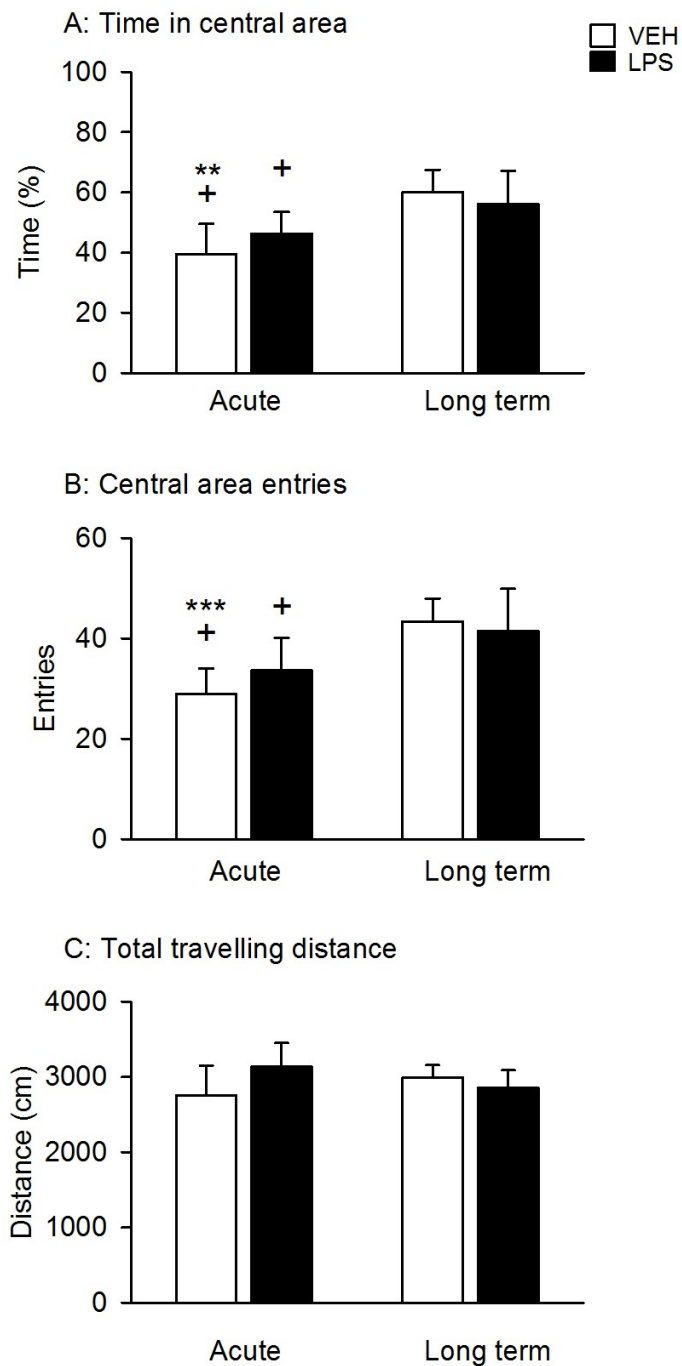 A: Time in central area
VEH
LPS
100
80
60
40
20
0
Time (%)
**
+
+
Acute Long term
B: Central area entries
60
40
20
0
Entries
***
+
+
Acute Long term
C: Total travelling distance
4000
3000
2000
1000
0
Distance (cm)
Acute Long term